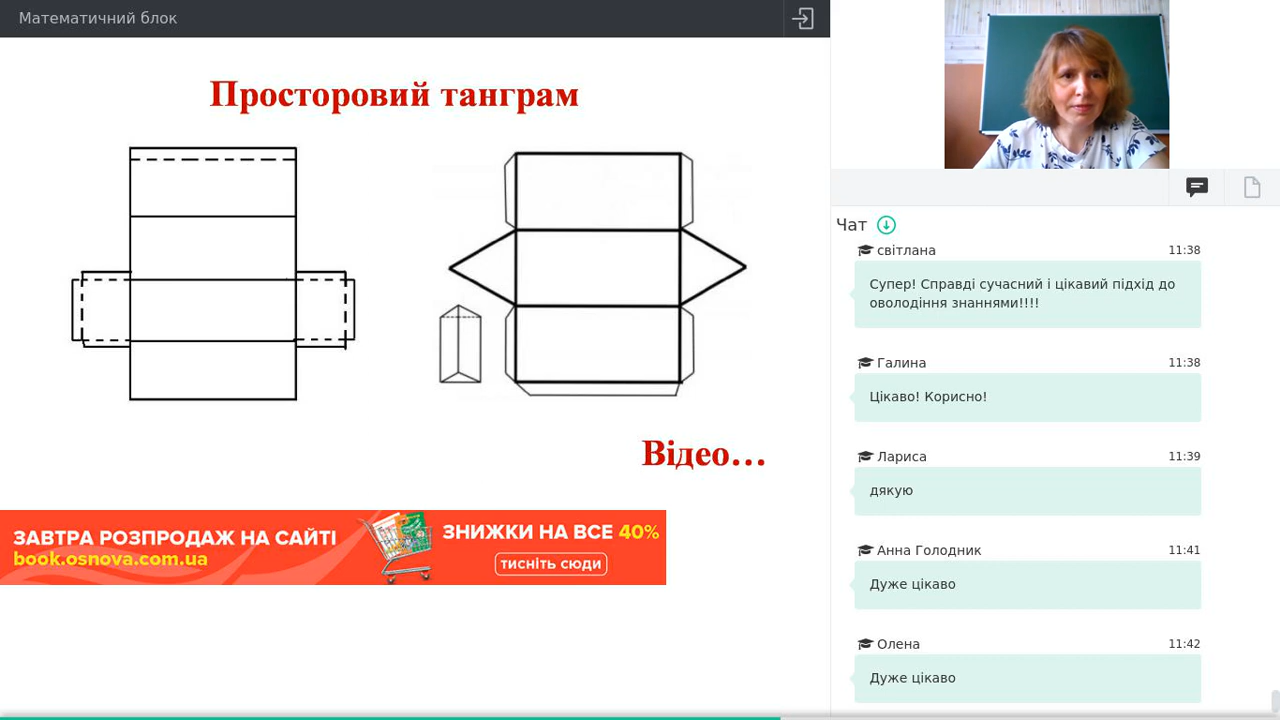 Математичний блок
Просторовий танграм
Відео...
ЗАВТРА РОЗПРОДАЖ НА САЙТІ
book.osnova.com.ua
ЗНИЖКИ НА ВСЕ 40%
тисніть сюди
Чат
світлана 11:38
Супер! Справді сучасний і цікавий підхід до
оволодіння знаннями!!!!
Галина 11:38
Цікаво! Корисно!
Лариса 11:39
дякую
Анна Голодник 11:41
Дуже цікаво
Олена 11:42
Дуже цікаво